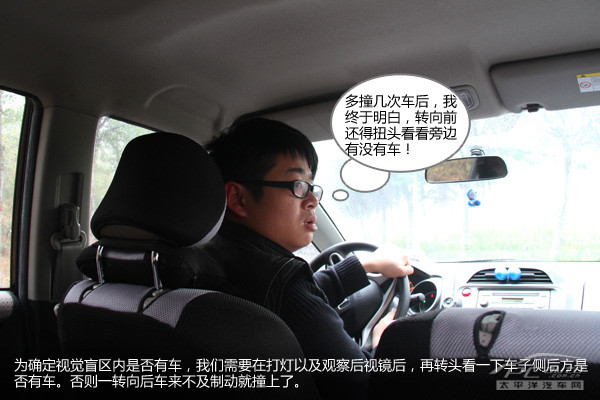 多撞几次车后，我
终于明白，转向前
还得扭头看看旁边
有没有车！
为确定视觉盲区内是否有车，我们需要在打灯以及观察后视镜后，再转头看一下车子侧后方是
否有车。否则一转向后车来不及制动就撞上了。
太平洋汽车网